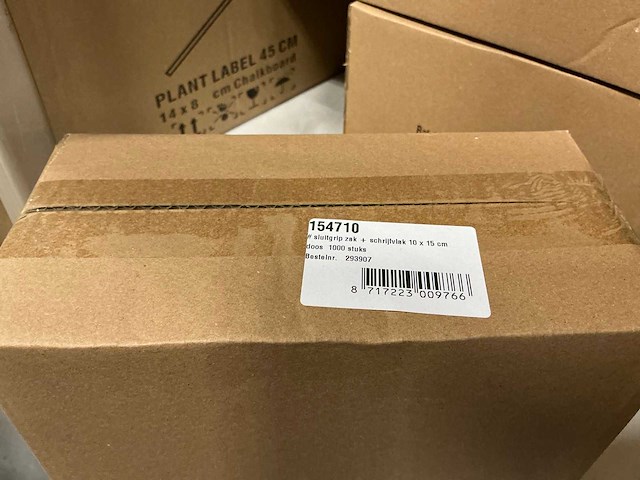 PLANT LABEL 45 CM
14 x 8 cm Chalkboard
154710
# sluitgrip zak + schrijfvlak 10 x 15 cm
doos 1000 stuks
Bestelnr. 293907
8 717223 009766